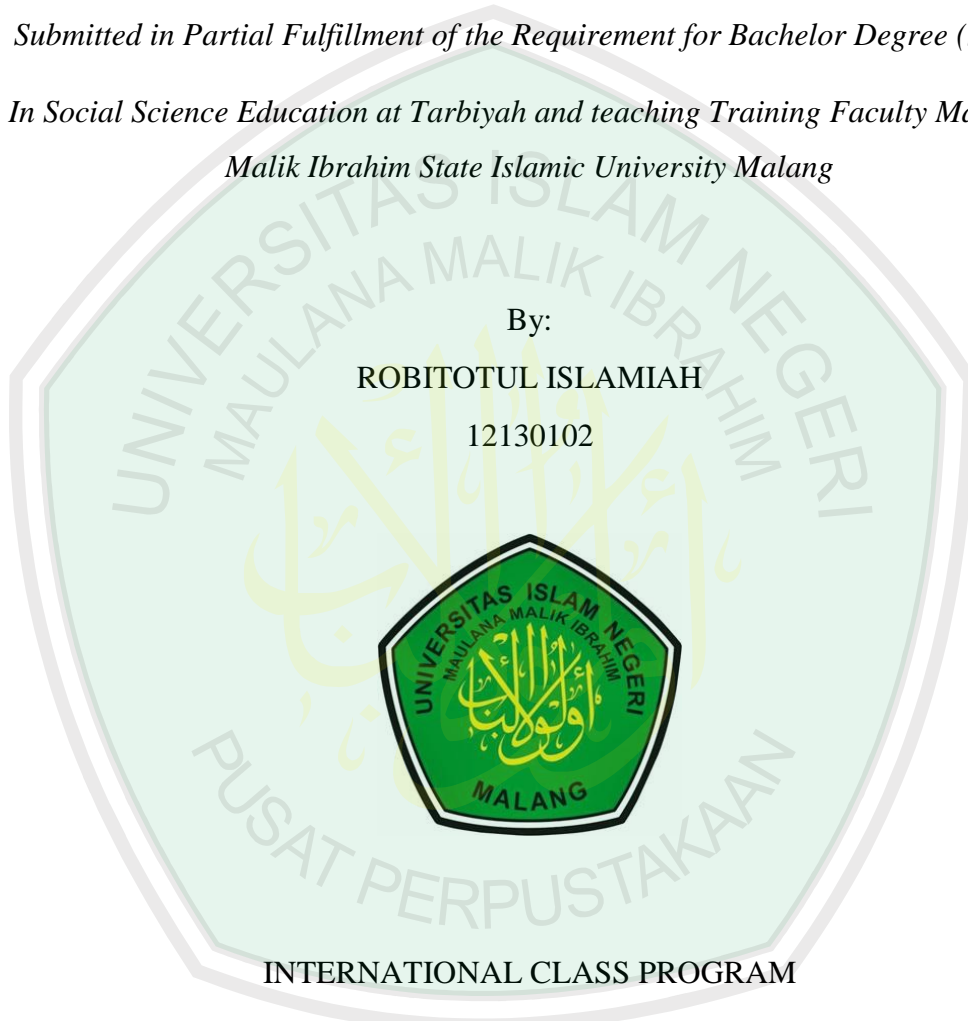 Submitted in Partial Fulfillment of the Requirement for Bachelor Degree (
In Social Science Education at Tarbiyah and teaching Training Faculty Ma
Malik Ibrahim State Islamic University Malang
UNIVERSITAS ISLAM NEGERI
MAULANA MALIK IBRAHIM
By:
ROBITOTUL ISLAMIAH
12130102
UNIVERSITAS ISLAM NEGERI
MAULANA MALIK IBRAHIM
أولوا الألباب
MALANG
PUSAT PERPUSTAKAAN
INTERNATIONAL CLASS PROGRAM